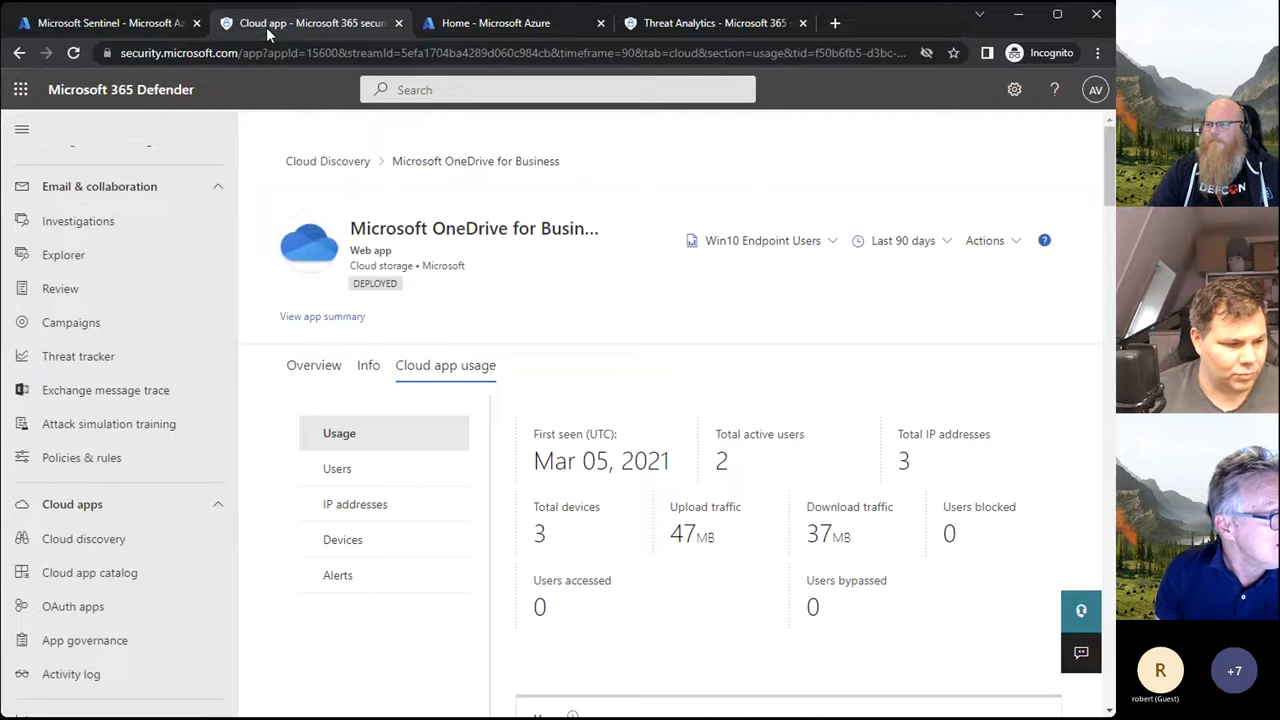 Microsoft Sentinel - Microsoft Az
Cloud app - Microsoft 365 securi
Home - Microsoft Azure
Threat Analytics - Microsoft 365
security.microsoft.com/app?appId=15600&streamId=5efa1704ba4289d060c984cb&timeframe=90&tab=cloud&section=usage&tid=f50b6fb5-d3bc-...
Incognito
Microsoft 365 Defender
Search
AV
Email & collaboration
Investigations
Explorer
Review
Campaigns
Threat tracker
Exchange message trace
Attack simulation training
Policies & rules
Cloud apps
Cloud discovery
Cloud app catalog
OAuth apps
App governance
Activity log
Cloud Discovery > Microsoft OneDrive for Business
Microsoft OneDrive for Busin...
Web app
Cloud storage • Microsoft
DEPLOYED
Win10 Endpoint Users
Last 90 days
Actions
View app summary
Overview Info Cloud app usage
Usage
Users
IP addresses
Devices
Alerts
First seen (UTC):
Mar 05, 2021
Total active users
2
Total IP addresses
3
Total devices
3
Upload traffic
47MB
Download traffic
37MB
Users blocked
0
Users accessed
0
Users bypassed
0
DEFCON
R
robert (Guest)
+7